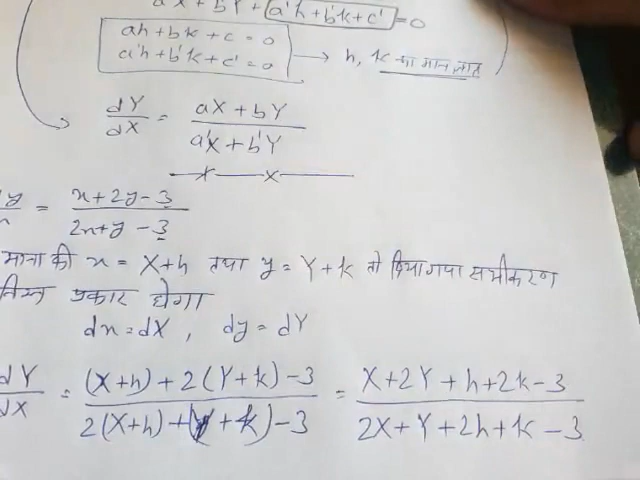 a'X + b'Y + a'h + b'k + c' = 0
ah + bk + c = 0
a'h + b'k + c' = 0 → h, k का मान ज्ञात
dY/dX = (aX + bY)/(a'X + b'Y)
—x——x——
= (x + 2y - 3)/(2x + y - 3)
माना की x = X + h तथा y = Y + k तो दिया गया समीकरण
निम्न प्रकार होगा
dx = dX , dy = dY
dY/dX = ((X + h) + 2(Y + k) - 3)/(2(X + h) + (Y + k) - 3) = (X + 2Y + h + 2k - 3)/(2X + Y + 2h + k - 3)